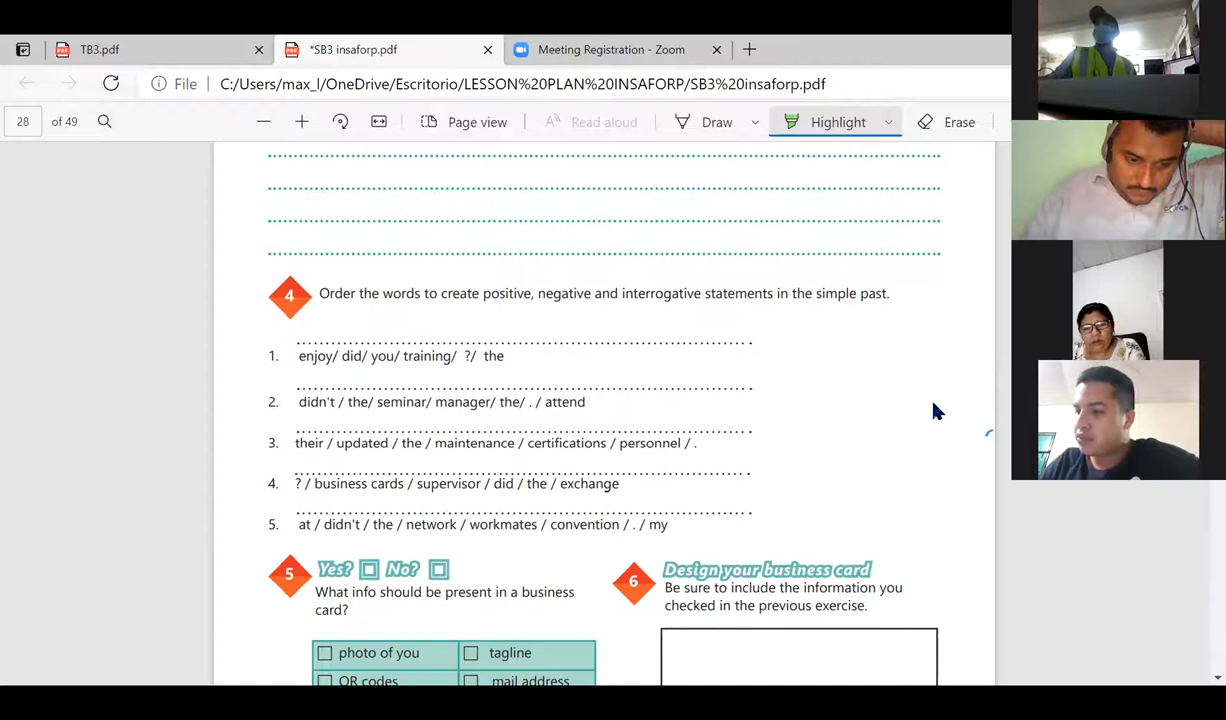 TB3.pdf
*SB3 insaforp.pdf
Meeting Registration - Zoom
File C:/Users/max_l/OneDrive/Escritorio/LESSON%20PLAN%20INSAFORP/SB3%20insaforp.pdf
28 of 49 Page view Read aloud Draw Highlight Erase
4 Order the words to create positive, negative and interrogative statements in the simple past.
1. enjoy/ did/ you/ training/ ?/ the
2. didn't / the/ seminar/ manager/ the/ . / attend
3. their / updated / the / maintenance / certifications / personnel / .
4. ? / business cards / supervisor / did / the / exchange
5. at / didn't / the / network / workmates / convention / . / my
5 Yes? No?
What info should be present in a business
card?
photo of you tagline
QR codes mail address
6 Design your business card
Be sure to include the information you
checked in the previous exercise.